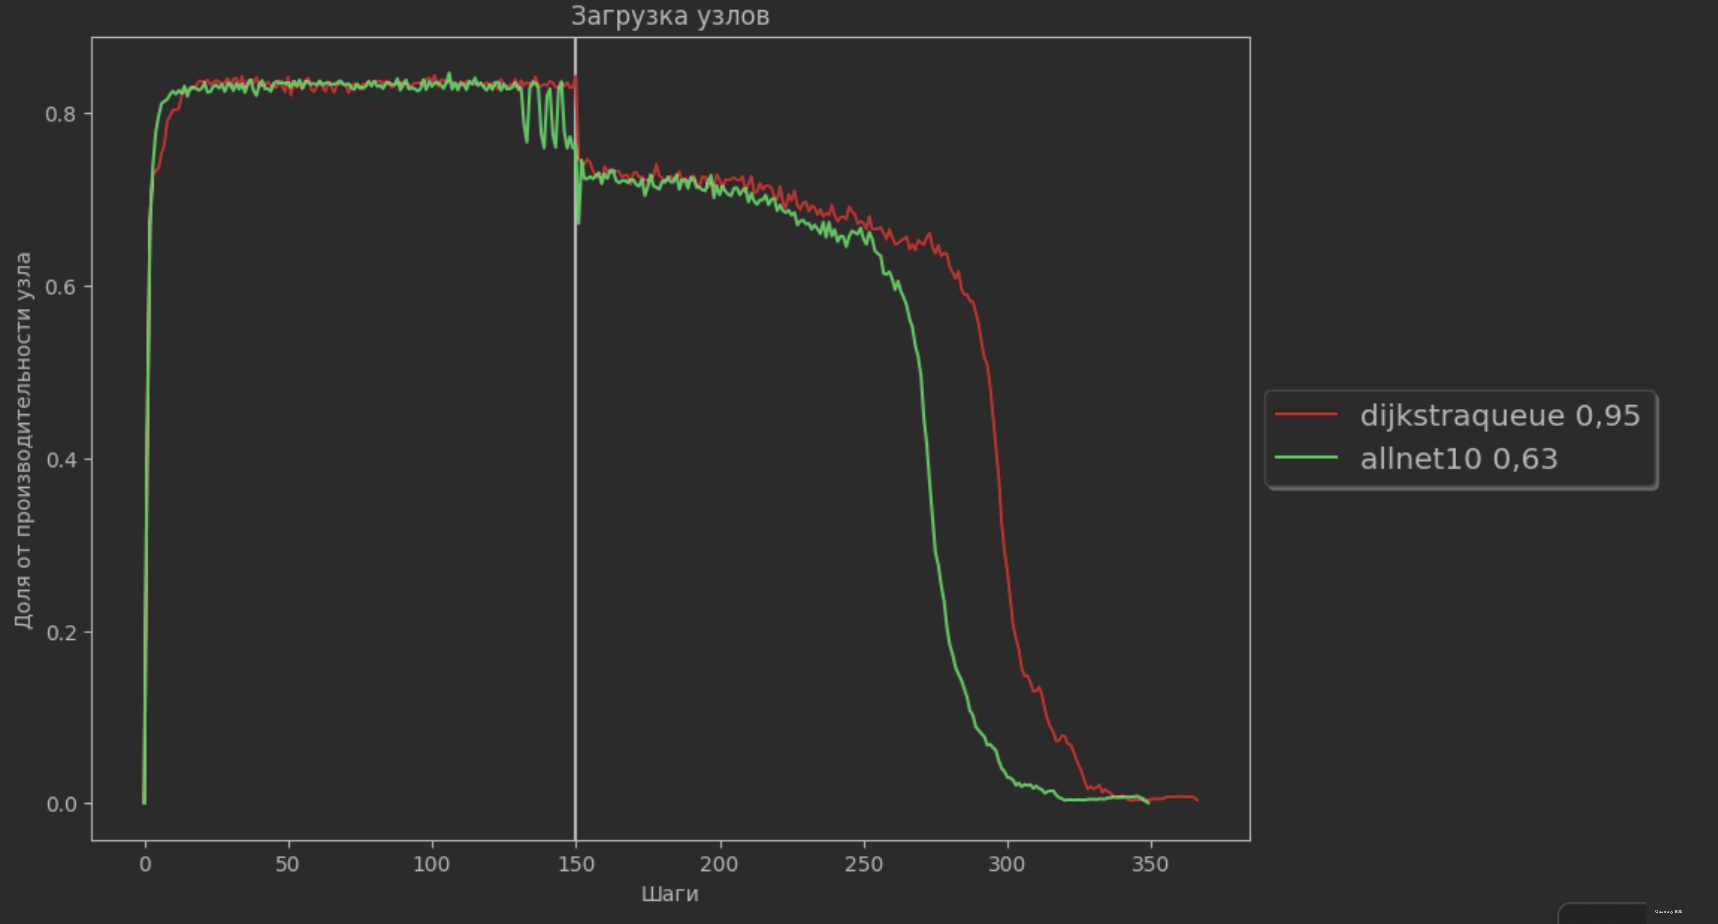 Загрузка узлов
Доля от производительности узла
0.8
0.6
0.4
0.2
0.0
0 50 100 150 200 250 300 350
Шаги
dijkstraqueue 0,95
allnet10 0,63